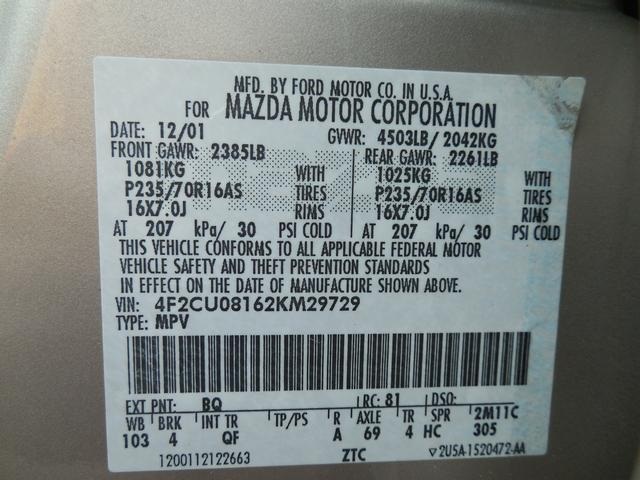 MFD. BY FORD MOTOR CO. IN U.S.A.
FOR MAZDA MOTOR CORPORATION
DATE: 12/01 GVWR: 4503LB/ 2042KG
FRONT GAWR: 2385LB REAR GAWR: 2261LB
1081KG WITH 1025KG WITH
P235/70R16AS TIRES P235/70R16AS TIRES
16X7.0J RIMS 16X7.0J RIMS
AT 207 kPa/ 30 PSI COLD AT 207 kPa/ 30 PSI COLD
THIS VEHICLE CONFORMS TO ALL APPLICABLE FEDERAL MOTOR
VEHICLE SAFETY AND THEFT PREVENTION STANDARDS
IN EFFECT ON THE DATE OF MANUFACTURE SHOWN ABOVE.
VIN: 4F2CU08162KM29729
TYPE: MPV
EXT PNT: BQ RC: 81 DSO:
WB BRK INT TR TP/PS R AXLE TR SPR 2M11C
103 4 QF A 69 4 HC 305
1200112122663 ZTC ▽2U5A-1520472-AA